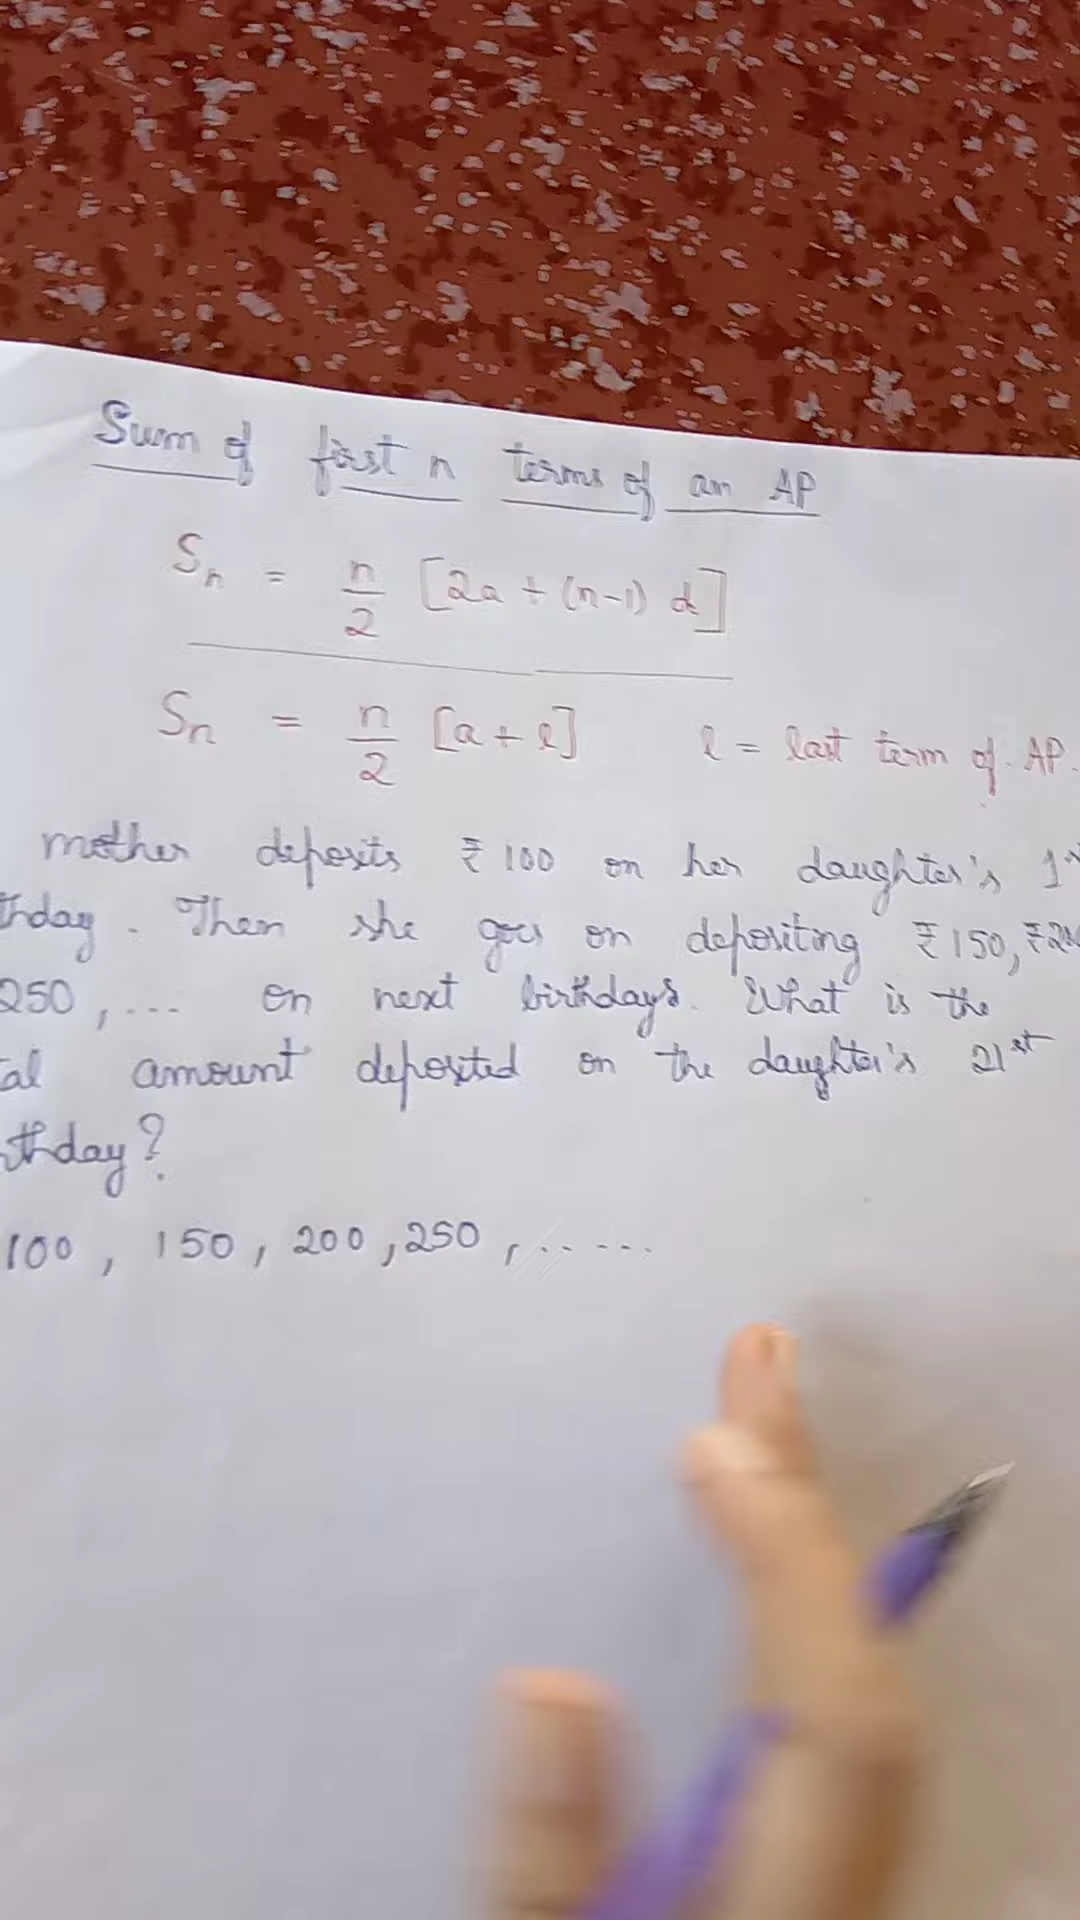 Sum of first n terms of an AP
Sn = n/2 [2a + (n-1) d]
Sn = n/2 [a + l] l = last term of AP.
mother deposits ₹100 on her daughter's 1st
thday. Then she goes on depositing ₹150, ₹20
250, ... on next birthdays. What is the
al amount deposited on the daughter's 21st
thday?
100, 150, 200, 250, ......